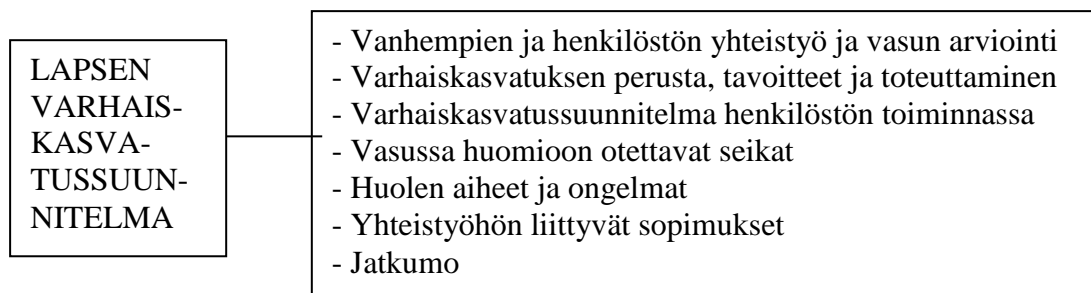 LAPSEN
VARHAIS-
KASVA-
TUSSUUN-
NITELMA
- Vanhempien ja henkilöstön yhteistyö ja vasun arviointi
- Varhaiskasvatuksen perusta, tavoitteet ja toteuttaminen
- Varhaiskasvatussuunnitelma henkilöstön toiminnassa
- Vasussa huomioon otettavat seikat
- Huolen aiheet ja ongelmat
- Yhteistyöhön liittyvät sopimukset
- Jatkumo